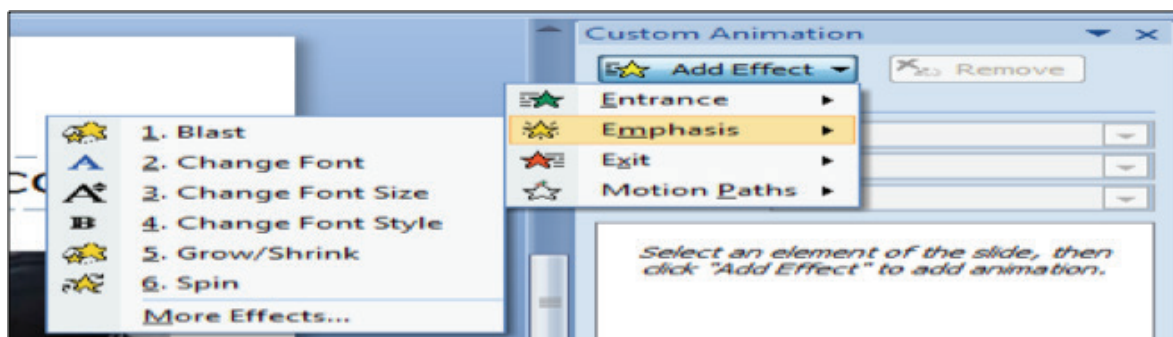 Custom Animation
Add Effect
Remove
Entrance
Emphasis
Exit
Motion Paths
1. Blast
2. Change Font
3. Change Font Size
4. Change Font Style
5. Grow/Shrink
6. Spin
More Effects...
Select an element of the slide, then
click "Add Effect" to add animation.